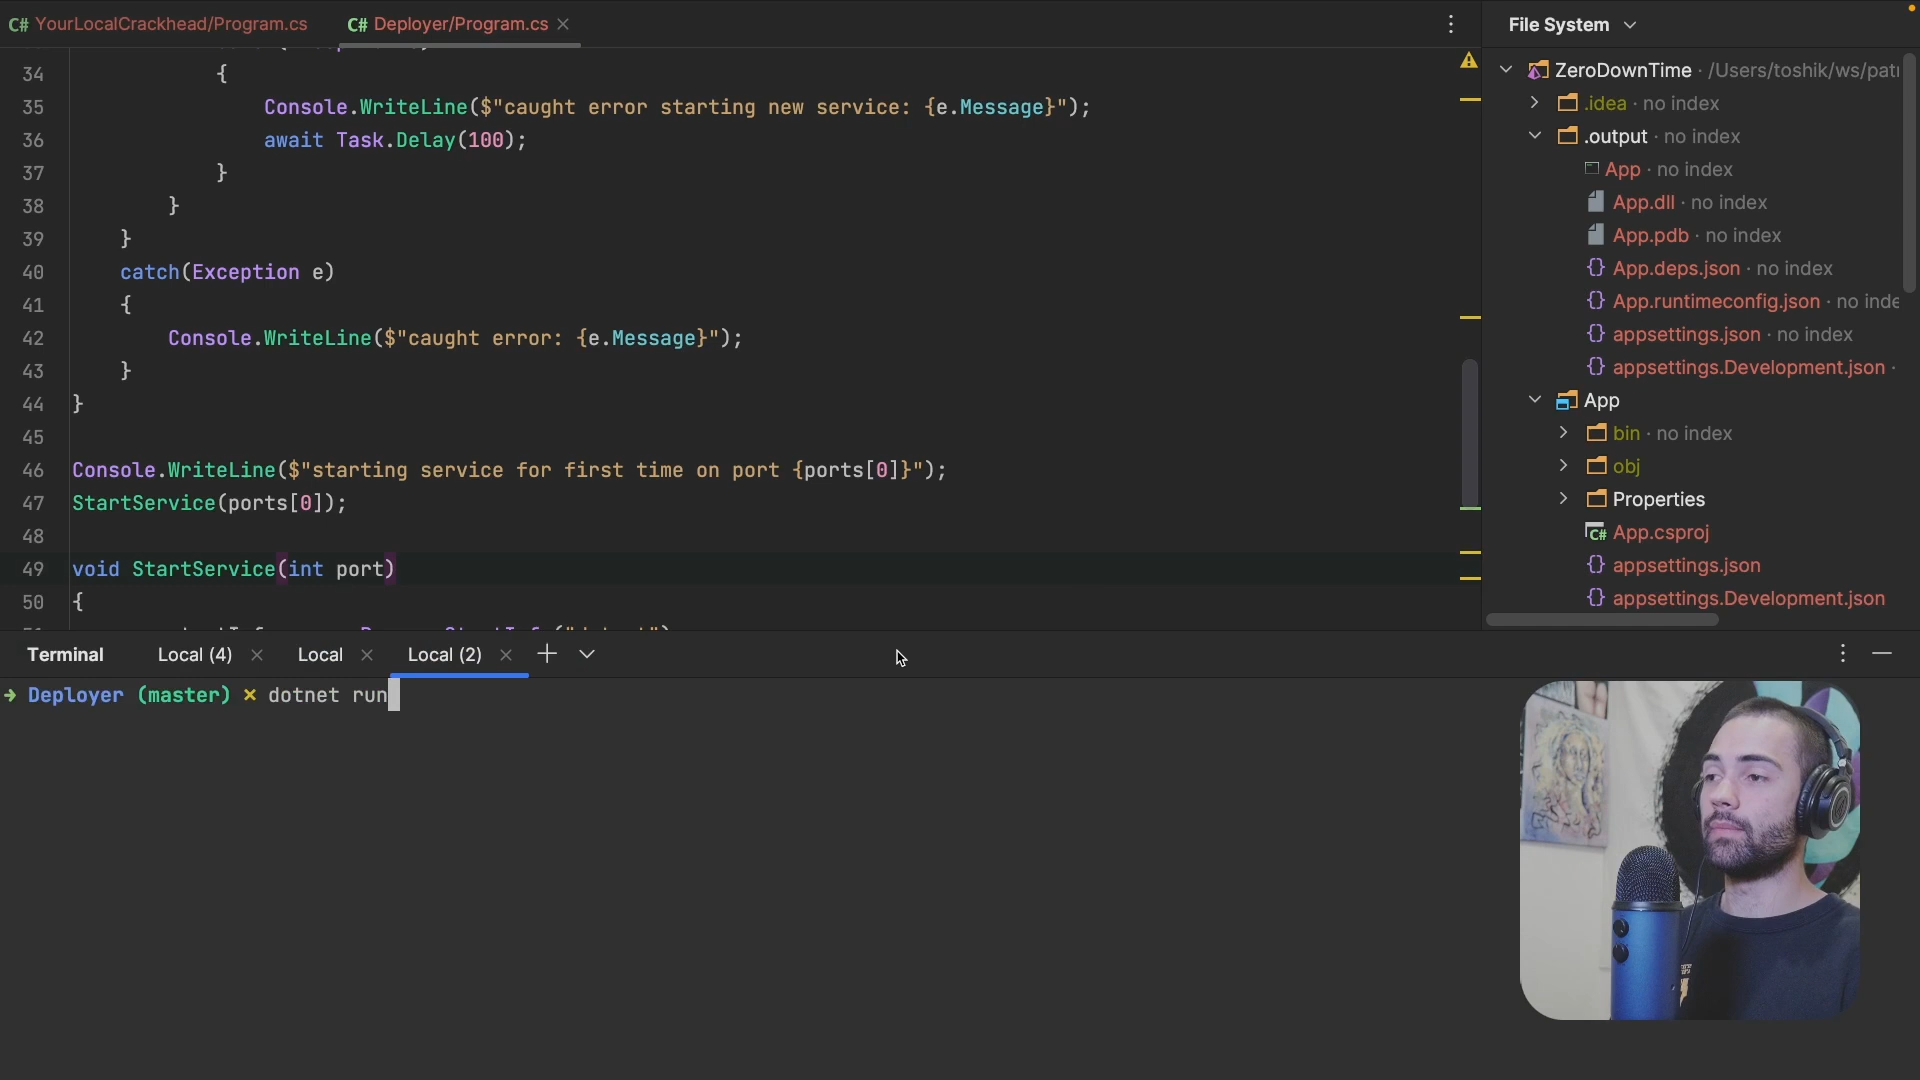 C# YourLocalCrackhead/Program.cs
C# Deployer/Program.cs
File System
34 {
35 Console.WriteLine($"caught error starting new service: {e.Message}");
36 await Task.Delay(100);
37 }
38 }
39 }
40 catch(Exception e)
41 {
42 Console.WriteLine($"caught error: {e.Message}");
43 }
44 }
45
46 Console.WriteLine($"starting service for first time on port {ports[0]}");
47 StartService(ports[0]);
48
49 void StartService(int port)
50 {
ZeroDownTime · /Users/toshik/ws/patr
.idea · no index
.output · no index
App · no index
App.dll · no index
App.pdb · no index
App.deps.json · no index
App.runtimeconfig.json · no inde
appsettings.json · no index
appsettings.Development.json ·
App
bin · no index
obj
Properties
C# App.csproj
appsettings.json
appsettings.Development.json
Terminal
Local (4)
Local
Local (2)
Deployer (master) × dotnet run